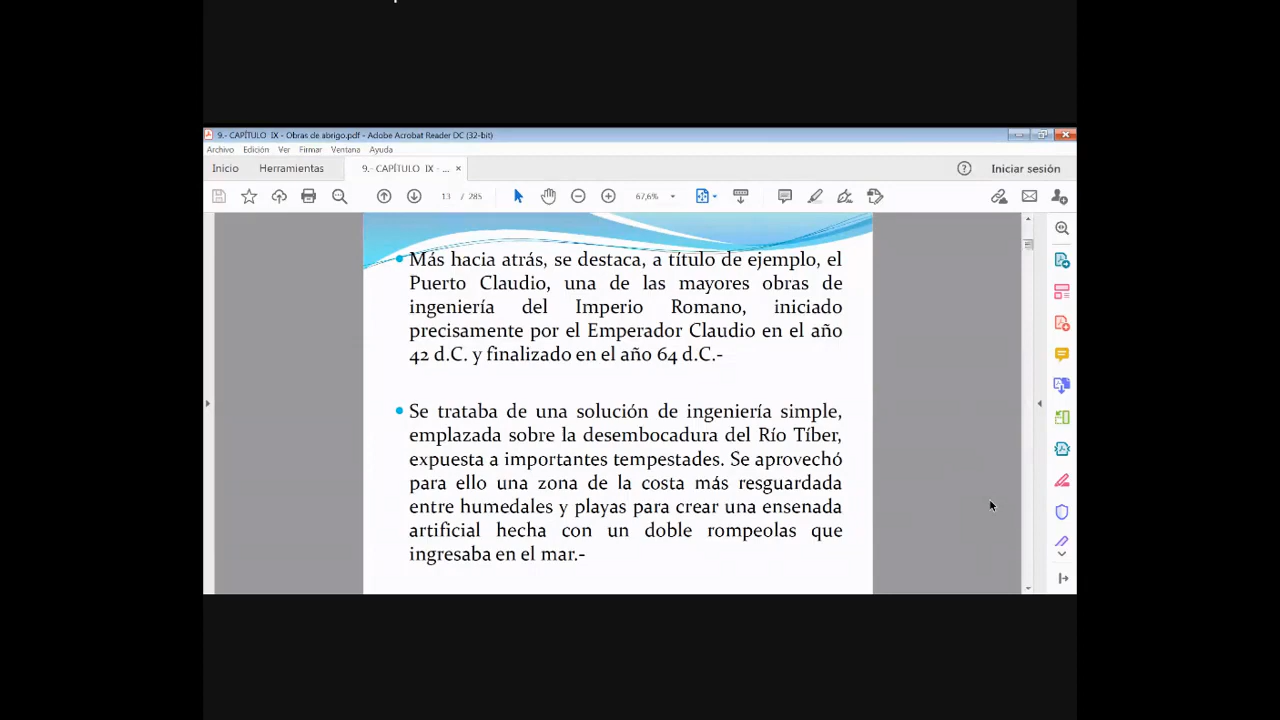 9.- CAPÍTULO IX - Obras de abrigo.pdf - Adobe Acrobat Reader DC (32-bit)
Archivo Edición Ver Firmar Ventana Ayuda
Inicio Herramientas 9.- CAPÍTULO IX - ... × Iniciar sesión
13 / 285 67,6%
Más hacia atrás, se destaca, a título de ejemplo, el
Puerto Claudio, una de las mayores obras de
ingeniería del Imperio Romano, iniciado
precisamente por el Emperador Claudio en el año
42 d.C. y finalizado en el año 64 d.C.-
Se trataba de una solución de ingeniería simple,
emplazada sobre la desembocadura del Río Tíber,
expuesta a importantes tempestades. Se aprovechó
para ello una zona de la costa más resguardada
entre humedales y playas para crear una ensenada
artificial hecha con un doble rompeolas que
ingresaba en el mar.-